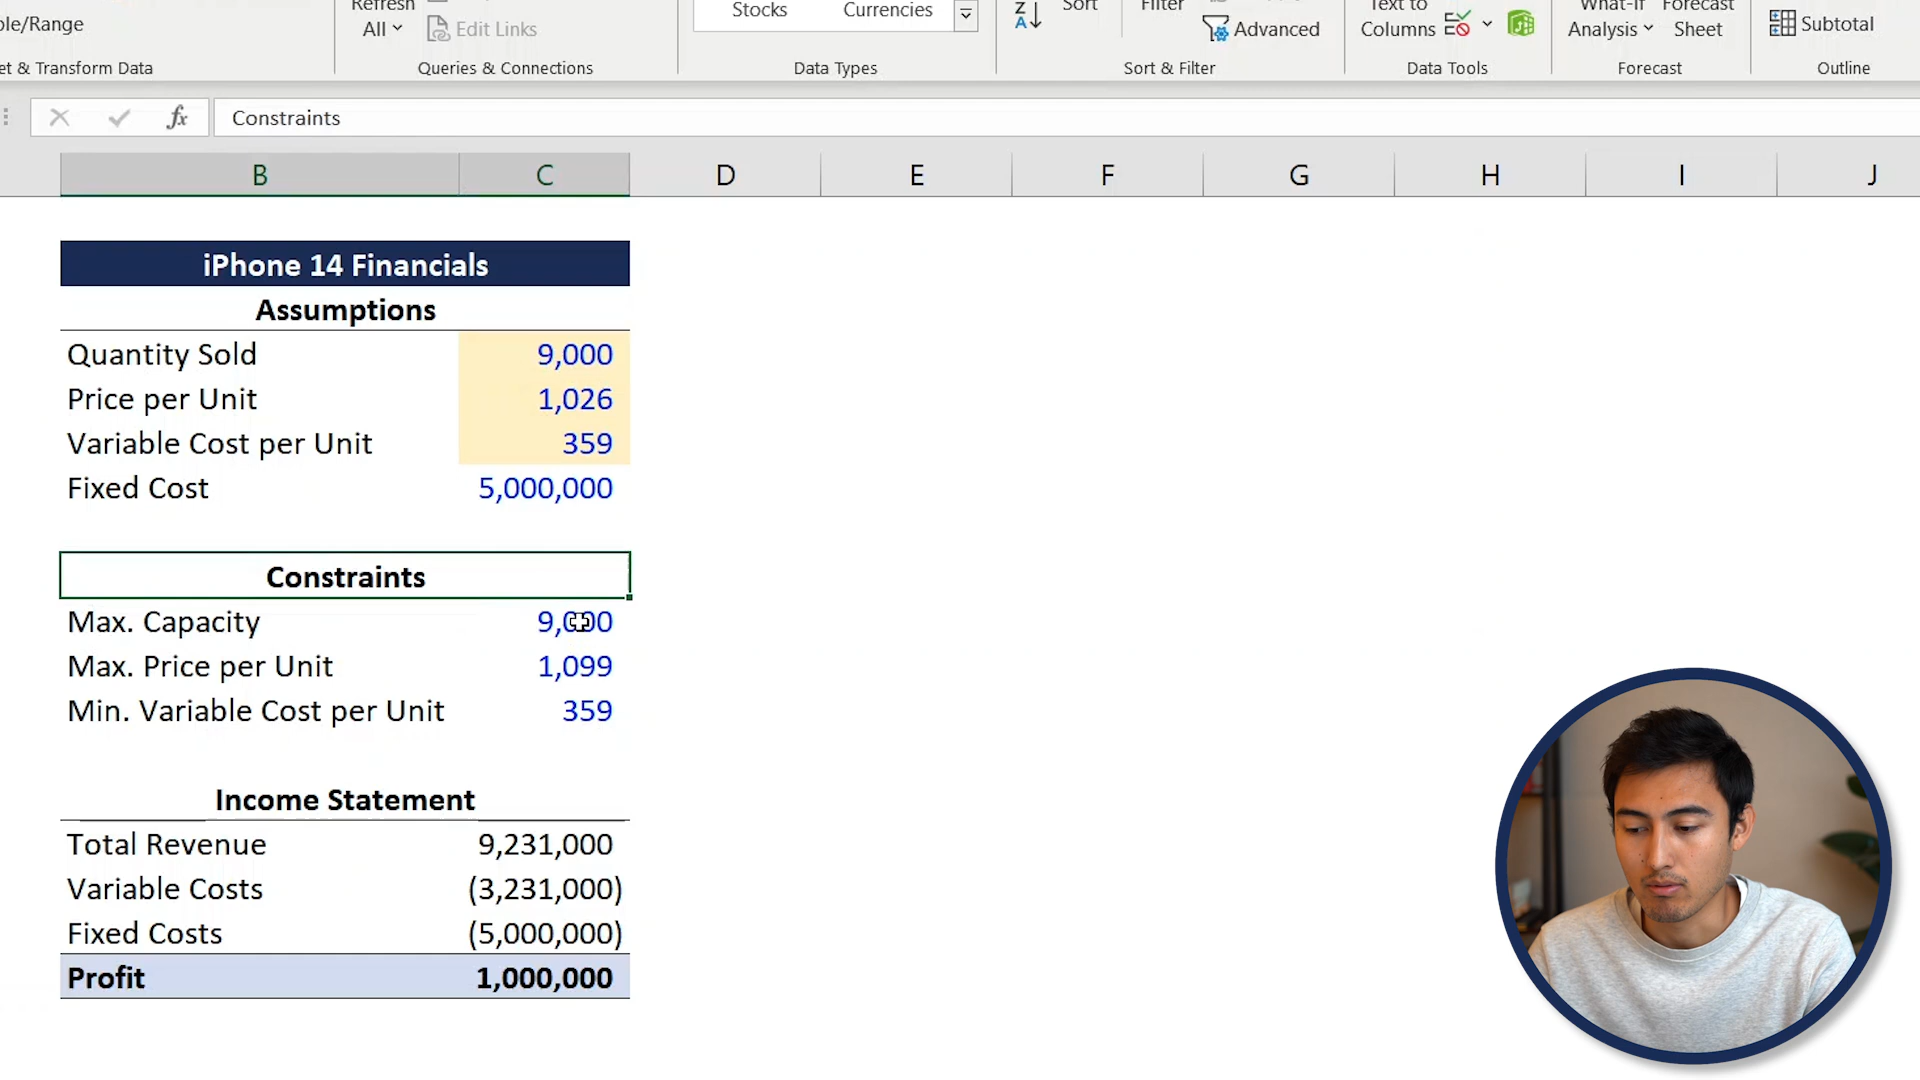 ble/Range
Refresh
All
Edit Links
Stocks
Currencies
Z
A
Sort
Filter
Advanced
Text to
Columns
What-If
Analysis
Forecast
Sheet
Subtotal
et & Transform Data
Queries & Connections
Data Types
Sort & Filter
Data Tools
Forecast
Outline
fx
Constraints
B C D E F G H I J
iPhone 14 Financials
Assumptions
Quantity Sold 9,000
Price per Unit 1,026
Variable Cost per Unit 359
Fixed Cost 5,000,000
Constraints
Max. Capacity 9,000
Max. Price per Unit 1,099
Min. Variable Cost per Unit 359
Income Statement
Total Revenue 9,231,000
Variable Costs (3,231,000)
Fixed Costs (5,000,000)
Profit 1,000,000